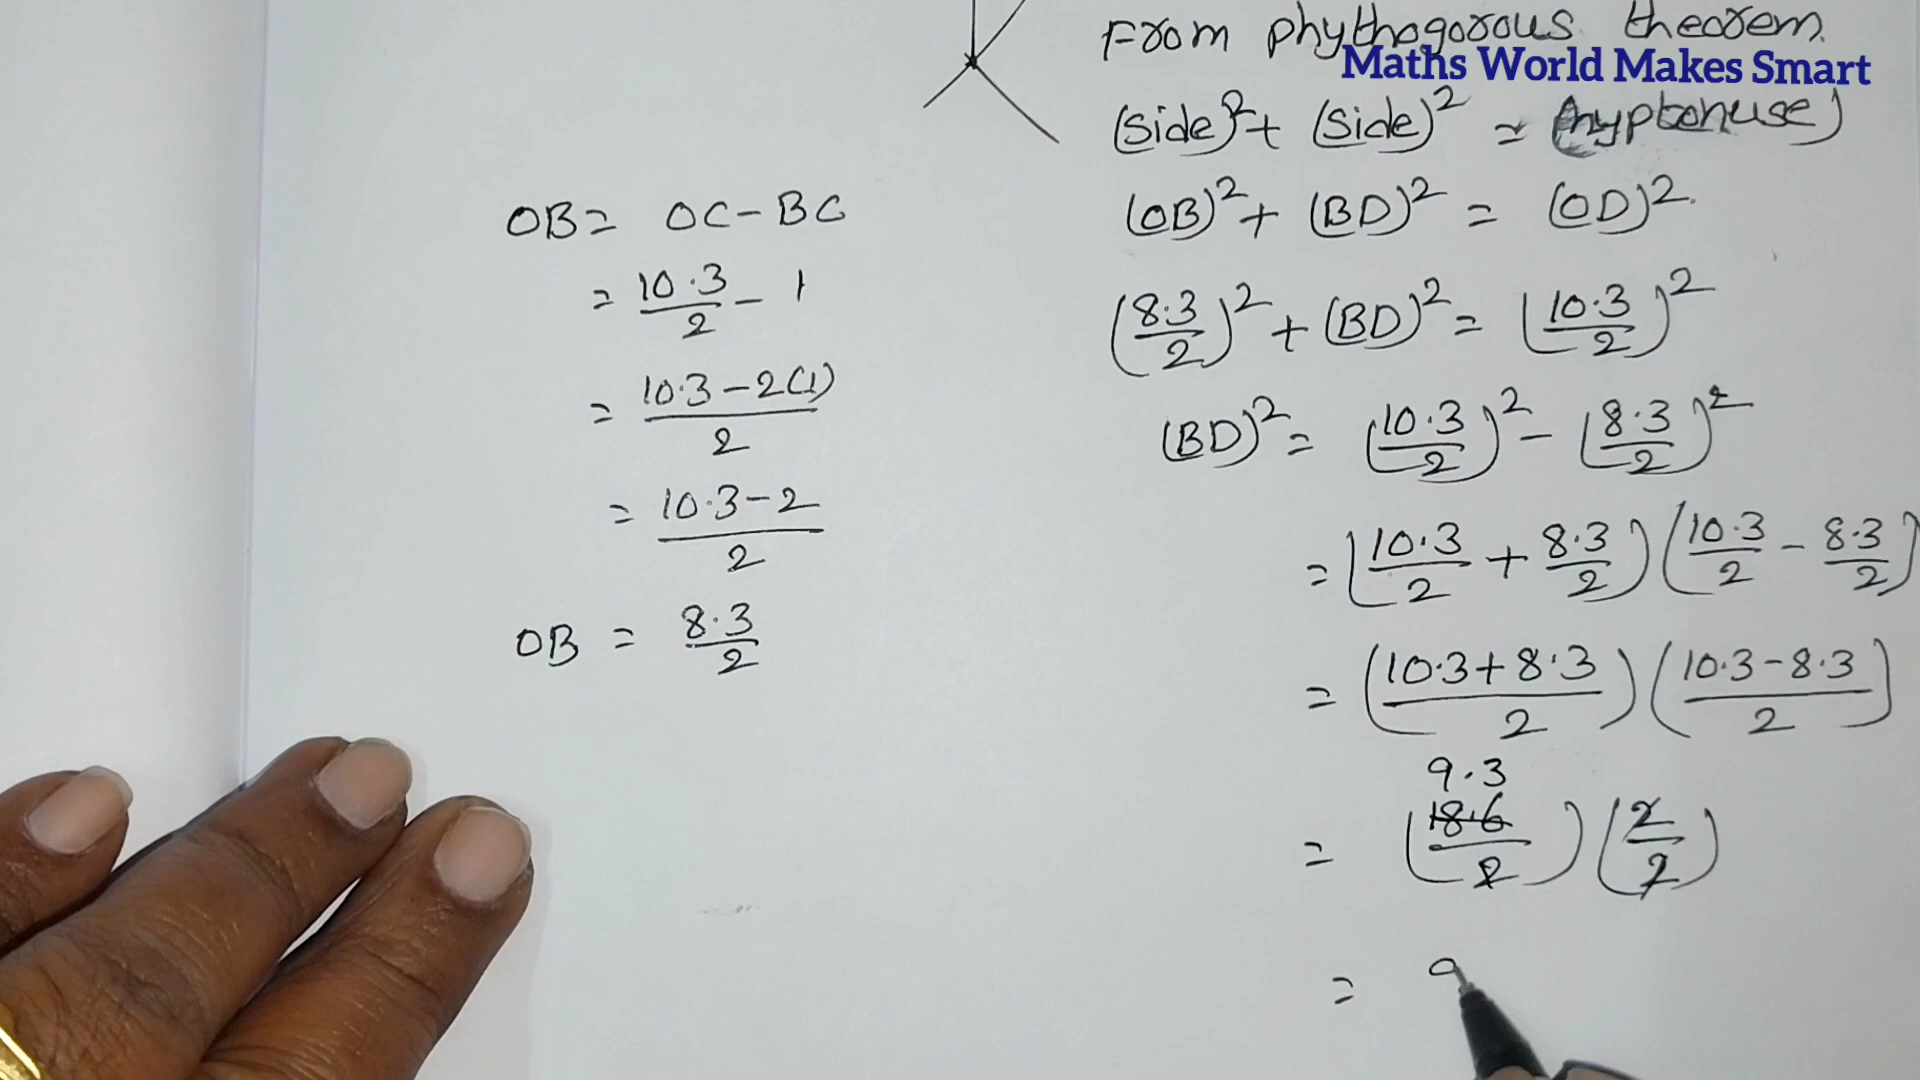 From phythogorous theorem.
Maths World Makes Smart
(side)²+ (side)² = (hyptenuse)
OB = OC - BC
= 10.3/2 - 1
= 10.3 - 2(1)/2
= 10.3 - 2/2
OB = 8.3/2
(OB)² + (BD)² = (OD)².
(8.3/2)² + (BD)² = (10.3/2)²
(BD)² = (10.3/2)² - (8.3/2)²
= (10.3/2 + 8.3/2) (10.3/2 - 8.3/2)
= (10.3 + 8.3/2) (10.3 - 8.3/2)
9.3
= (18.6/2) (2/2)
= 9